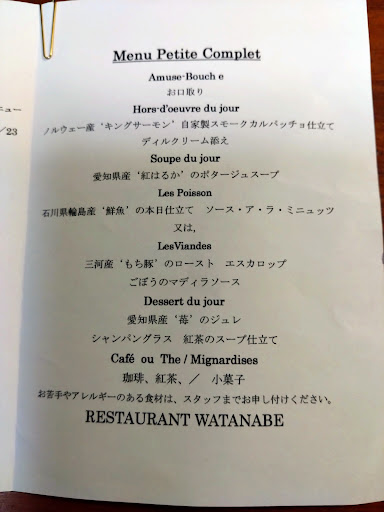 ニュー
/23
Menu Petite Complet
Amuse-Bouch e
お口取り
Hors-d'oeuvre du jour
ノルウェー産‘キングサーモン’自家製スモークカルパッチョ仕立て
ディルクリーム添え
Soupe du jour
愛知県産‘紅はるか’のポタージュスープ
Les Poisson
石川県輪島産‘鮮魚’の本日仕立て　ソース・ア・ラ・ミニュッツ
又は,
LesViandes
三河産‘もち豚’のロースト　エスカロップ
ごぼうのマディラソース
Dessert du jour
愛知県産‘苺’のジュレ
シャンパングラス　紅茶のスープ仕立て
Café ou The / Mignardises
珈琲、紅茶、／　小菓子
お苦手やアレルギーのある食材は、スタッフまでお申し付けください。
RESTAURANT WATANABE